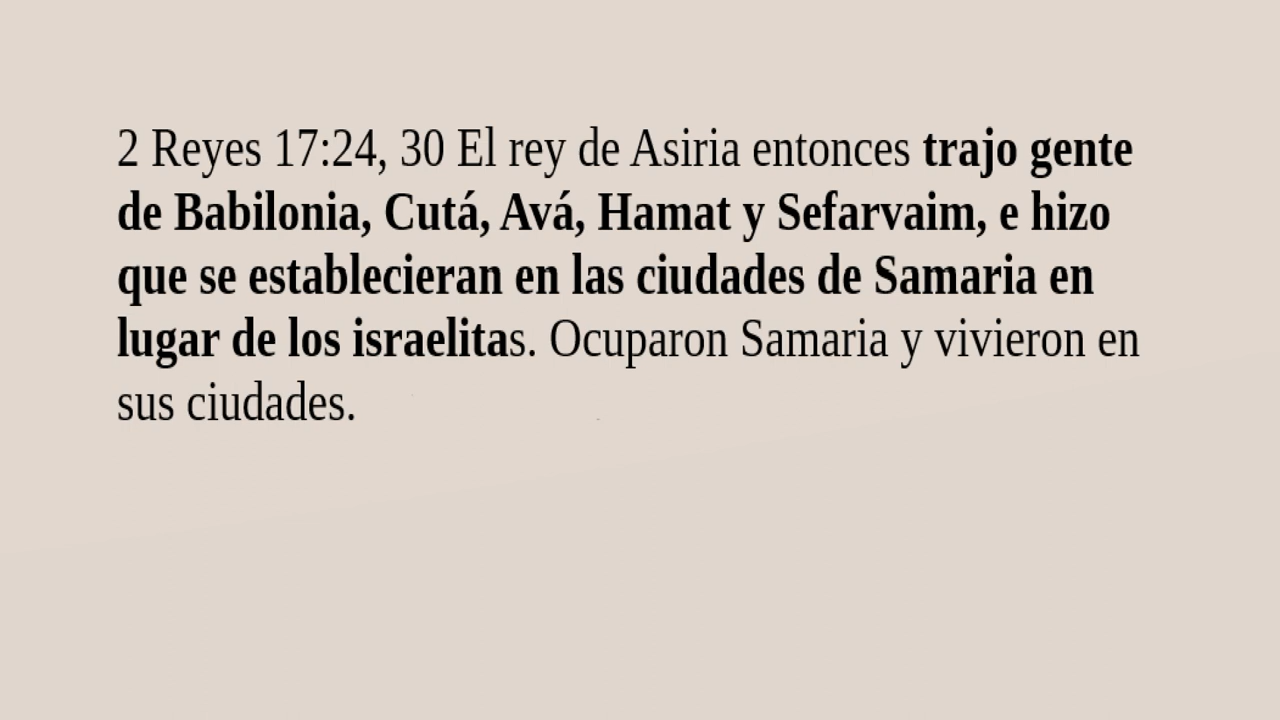 2 Reyes 17:24, 30 El rey de Asiria entonces trajo gente
de Babilonia, Cutá, Avá, Hamat y Sefarvaim, e hizo
que se establecieran en las ciudades de Samaria en
lugar de los israelitas. Ocuparon Samaria y vivieron en
sus ciudades.